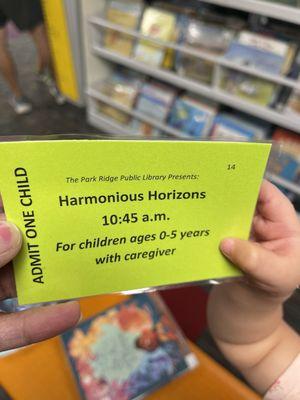 ADMIT ONE CHILD
The Park Ridge Public Library Presents:
14
Harmonious Horizons
10:45 a.m.
For children ages 0-5 years
with caregiver